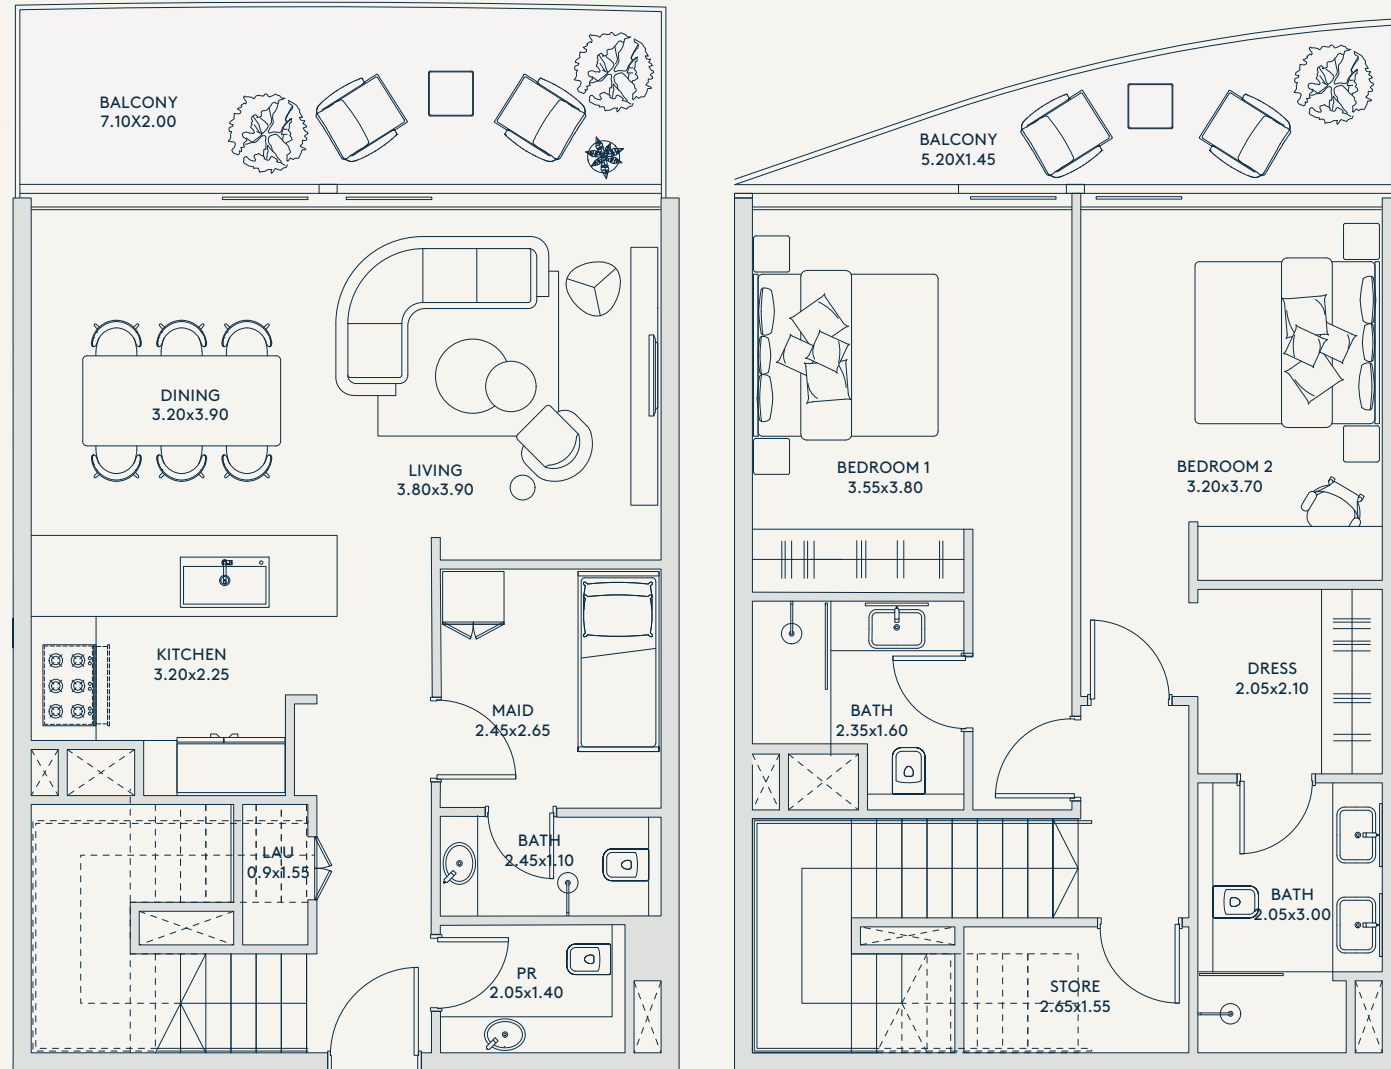 BALCONY
7.10X2.00
DINING
3.20x3.90
LIVING
3.80x3.90
KITCHEN
3.20x2.25
MAID
2.45x2.65
BATH
2.45x1.10
LAU
0.9x1.55
PR
2.05x1.40
BALCONY
5.20X1.45
BEDROOM 1
3.55x3.80
BEDROOM 2
3.20x3.70
DRESS
2.05x2.10
BATH
2.35x1.60
BATH
2.05x3.00
STORE
2.65x1.55